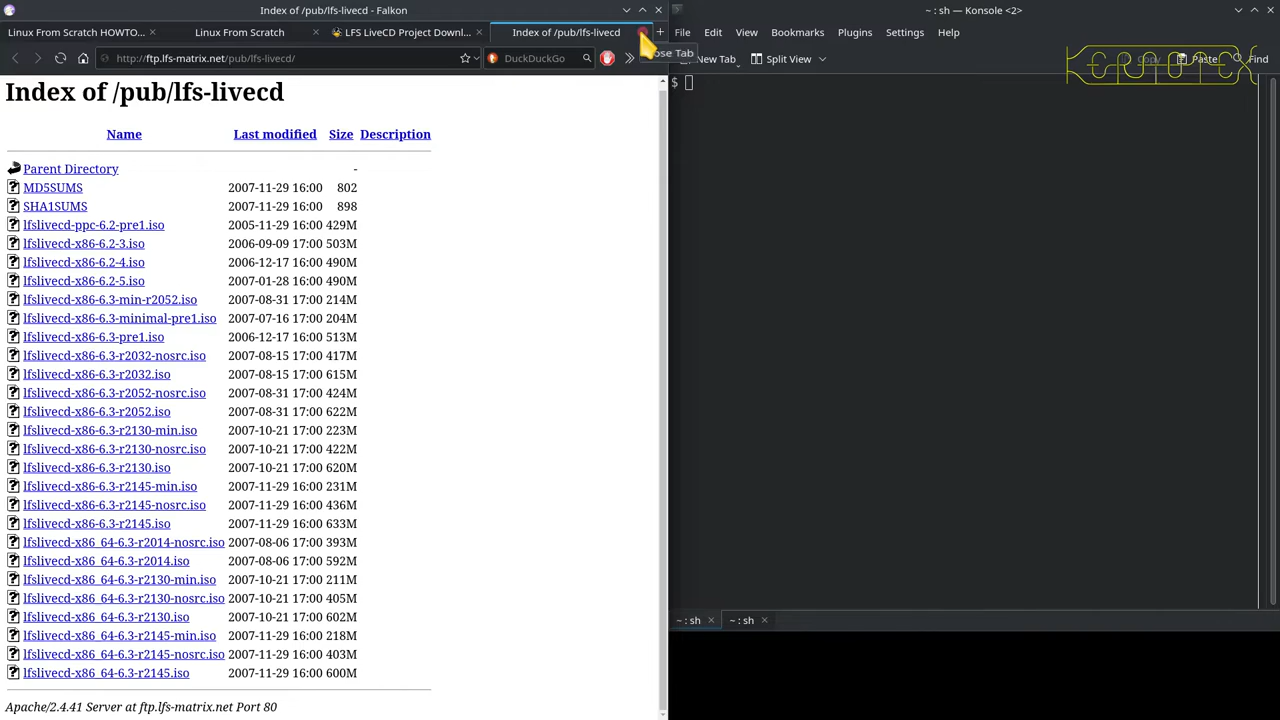 Index of /pub/lfs-livecd - Falkon
~ : sh — Konsole <2>
Linux From Scratch HOWTO...
Linux From Scratch
LFS LiveCD Project Downl...
Index of /pub/lfs-livecd
File Edit View Bookmarks Plugins Settings Help
http://ftp.lfs-matrix.net/pub/lfs-livecd/
DuckDuckGo
ose Tab
New Tab
Split View
Copy
Paste
Find
$
Index of /pub/lfs-livecd
Name Last modified Size Description
Parent Directory -
MD5SUMS 2007-11-29 16:00 802
SHA1SUMS 2007-11-29 16:00 898
lfslivecd-ppc-6.2-pre1.iso 2005-11-29 16:00 429M
lfslivecd-x86-6.2-3.iso 2006-09-09 17:00 503M
lfslivecd-x86-6.2-4.iso 2006-12-17 16:00 490M
lfslivecd-x86-6.2-5.iso 2007-01-28 16:00 490M
lfslivecd-x86-6.3-min-r2052.iso 2007-08-31 17:00 214M
lfslivecd-x86-6.3-minimal-pre1.iso 2007-07-16 17:00 204M
lfslivecd-x86-6.3-pre1.iso 2006-12-17 16:00 513M
lfslivecd-x86-6.3-r2032-nosrc.iso 2007-08-15 17:00 417M
lfslivecd-x86-6.3-r2032.iso 2007-08-15 17:00 615M
lfslivecd-x86-6.3-r2052-nosrc.iso 2007-08-31 17:00 424M
lfslivecd-x86-6.3-r2052.iso 2007-08-31 17:00 622M
lfslivecd-x86-6.3-r2130-min.iso 2007-10-21 17:00 223M
lfslivecd-x86-6.3-r2130-nosrc.iso 2007-10-21 17:00 422M
lfslivecd-x86-6.3-r2130.iso 2007-10-21 17:00 620M
lfslivecd-x86-6.3-r2145-min.iso 2007-11-29 16:00 231M
lfslivecd-x86-6.3-r2145-nosrc.iso 2007-11-29 16:00 436M
lfslivecd-x86-6.3-r2145.iso 2007-11-29 16:00 633M
lfslivecd-x86_64-6.3-r2014-nosrc.iso 2007-08-06 17:00 393M
lfslivecd-x86_64-6.3-r2014.iso 2007-08-06 17:00 592M
lfslivecd-x86_64-6.3-r2130-min.iso 2007-10-21 17:00 211M
lfslivecd-x86_64-6.3-r2130-nosrc.iso 2007-10-21 17:00 405M
lfslivecd-x86_64-6.3-r2130.iso 2007-10-21 17:00 602M
lfslivecd-x86_64-6.3-r2145-min.iso 2007-11-29 16:00 218M
lfslivecd-x86_64-6.3-r2145-nosrc.iso 2007-11-29 16:00 403M
lfslivecd-x86_64-6.3-r2145.iso 2007-11-29 16:00 600M
Apache/2.4.41 Server at ftp.lfs-matrix.net Port 80
~ : sh
~ : sh